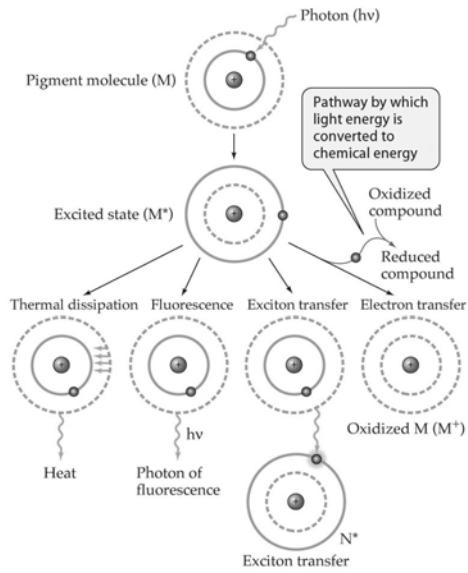 Photon (hν)
Pigment molecule (M)
Pathway by which
light energy is
converted to
chemical energy
Excited state (M*)
Oxidized
compound
Reduced
compound
Thermal dissipation
Fluorescence
Exciton transfer
Electron transfer
hν
Oxidized M (M⁺)
Heat
Photon of
fluorescence
N*
Exciton transfer
+
+
+
+
+
+
+